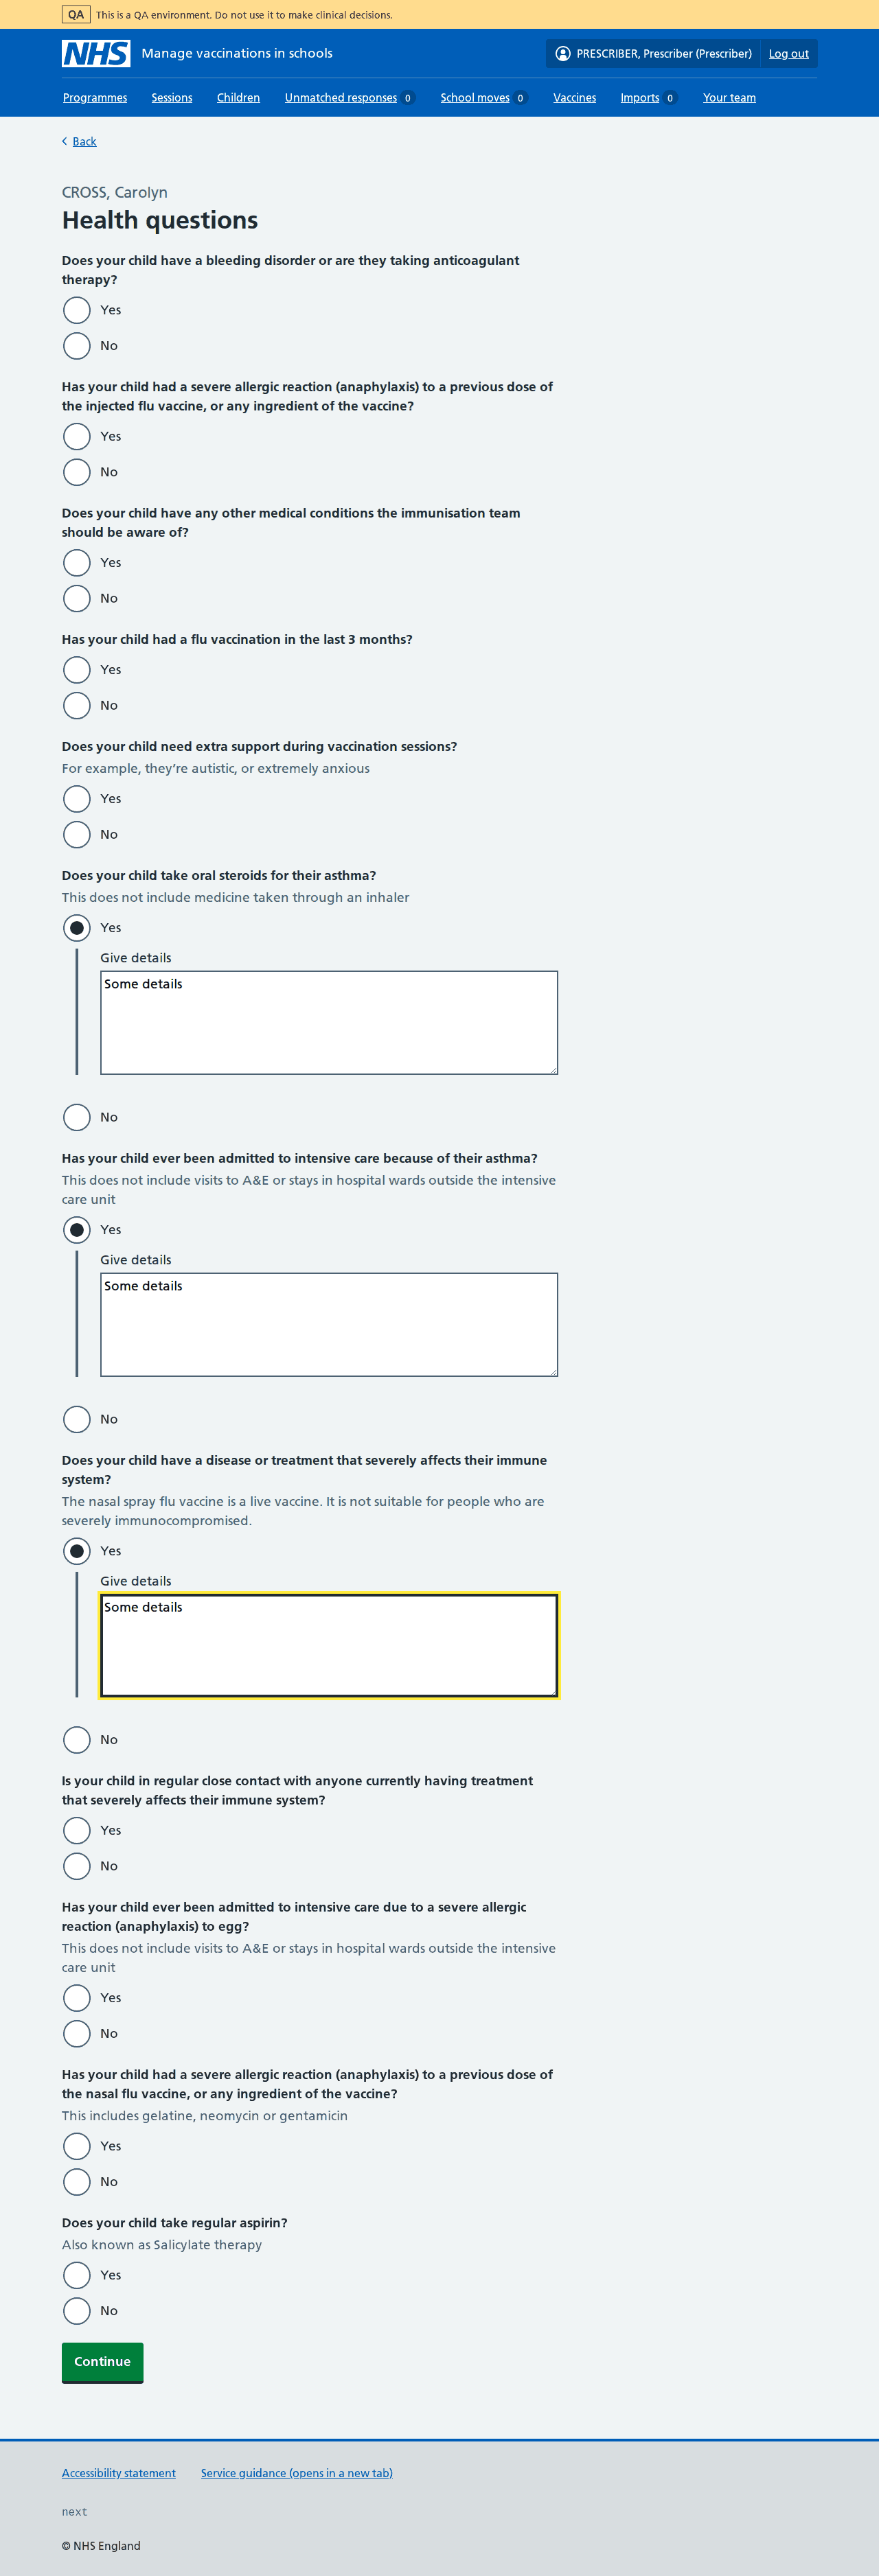 QA This is a QA environment. Do not use it to make clinical decisions.
NHS Manage vaccinations in schools PRESCRIBER, Prescriber (Prescriber) Log out
Programmes Sessions Children Unmatched responses 0 School moves 0 Vaccines Imports 0 Your team
Back
CROSS, Carolyn
Health questions
Does your child have a bleeding disorder or are they taking anticoagulant
therapy?
Yes
No
Has your child had a severe allergic reaction (anaphylaxis) to a previous dose of
the injected flu vaccine, or any ingredient of the vaccine?
Yes
No
Does your child have any other medical conditions the immunisation team
should be aware of?
Yes
No
Has your child had a flu vaccination in the last 3 months?
Yes
No
Does your child need extra support during vaccination sessions?
For example, they’re autistic, or extremely anxious
Yes
No
Does your child take oral steroids for their asthma?
This does not include medicine taken through an inhaler
Yes
Give details
Some details
No
Has your child ever been admitted to intensive care because of their asthma?
This does not include visits to A&E or stays in hospital wards outside the intensive
care unit
Yes
Give details
Some details
No
Does your child have a disease or treatment that severely affects their immune
system?
The nasal spray flu vaccine is a live vaccine. It is not suitable for people who are
severely immunocompromised.
Yes
Give details
Some details
No
Is your child in regular close contact with anyone currently having treatment
that severely affects their immune system?
Yes
No
Has your child ever been admitted to intensive care due to a severe allergic
reaction (anaphylaxis) to egg?
This does not include visits to A&E or stays in hospital wards outside the intensive
care unit
Yes
No
Has your child had a severe allergic reaction (anaphylaxis) to a previous dose of
the nasal flu vaccine, or any ingredient of the vaccine?
This includes gelatine, neomycin or gentamicin
Yes
No
Does your child take regular aspirin?
Also known as Salicylate therapy
Yes
No
Continue
Accessibility statement Service guidance (opens in a new tab)
next
© NHS England